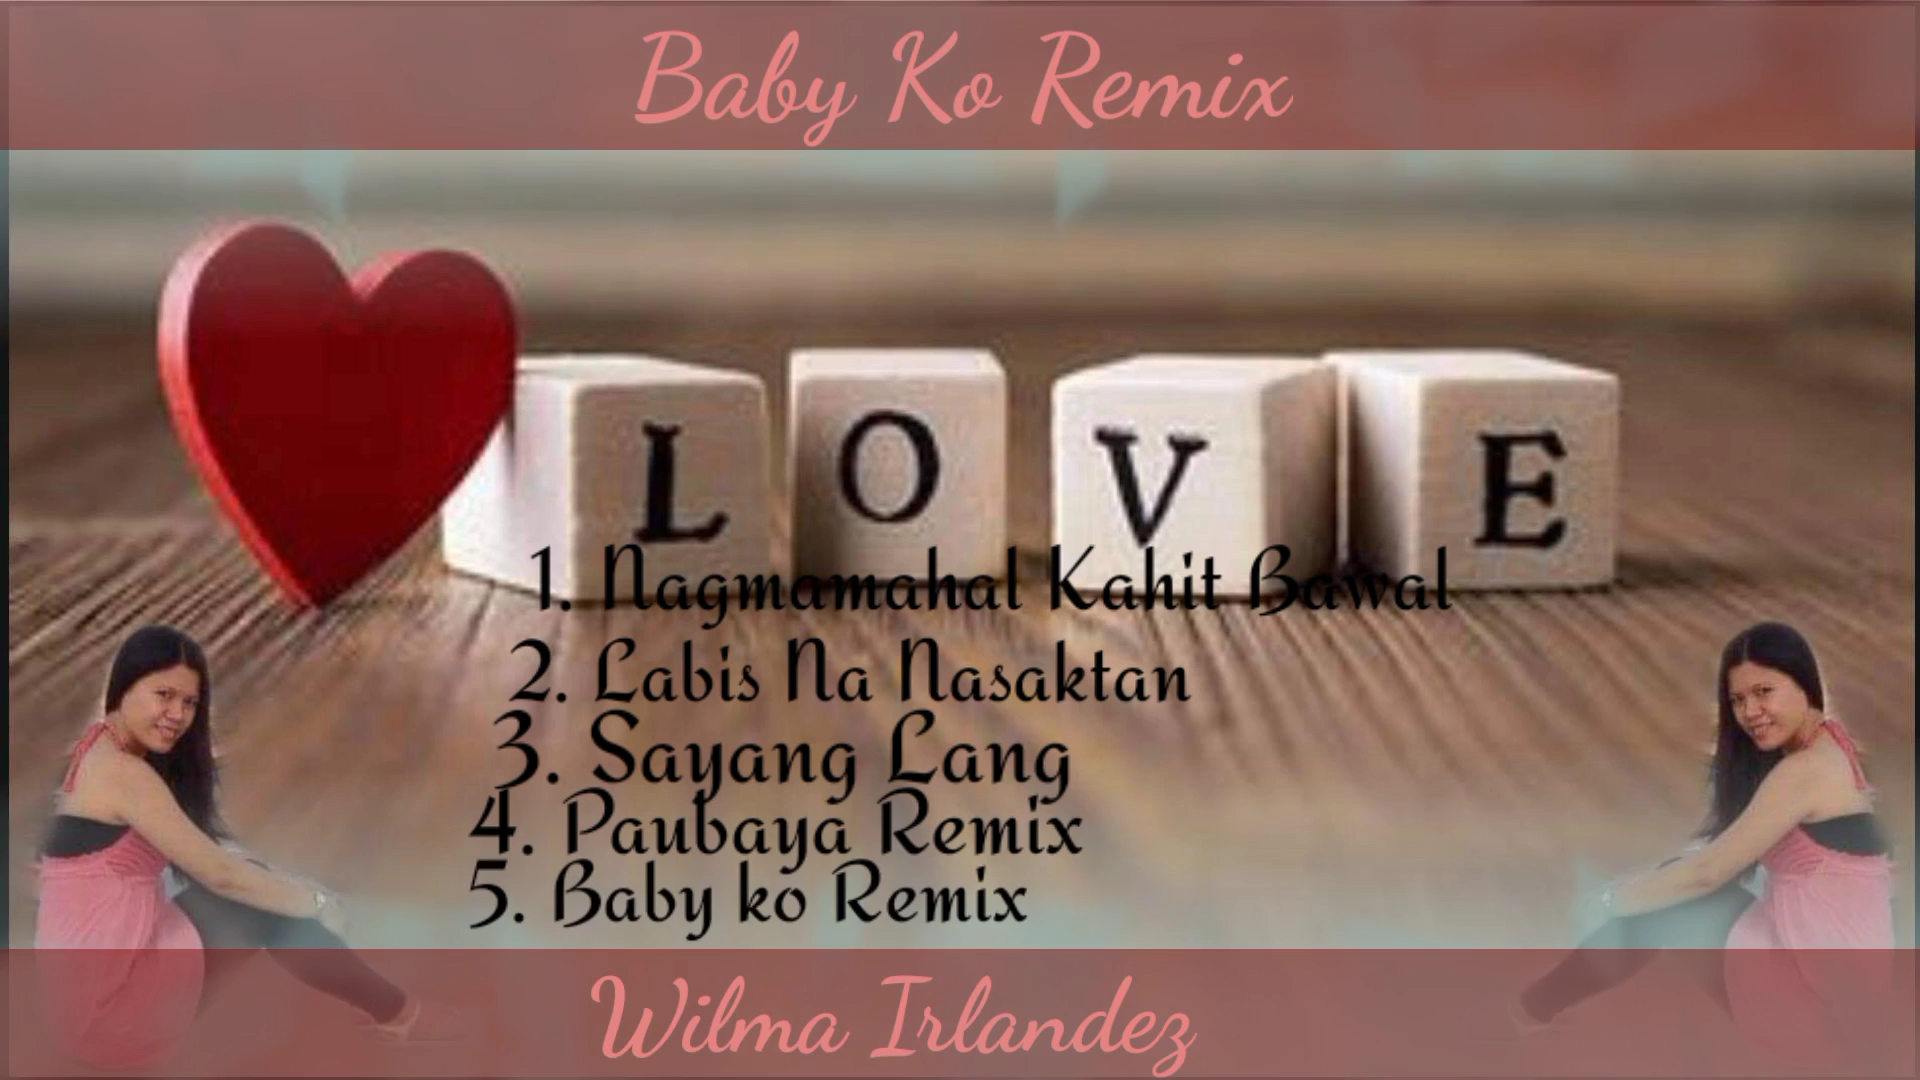 Baby Ko Remix
L O V E
1. Nagmamahal Kahit Bawal
2. Labis Na Nasaktan
3. Sayang Lang
4. Paubaya Remix
5. Baby ko Remix
Wilma Irlandez